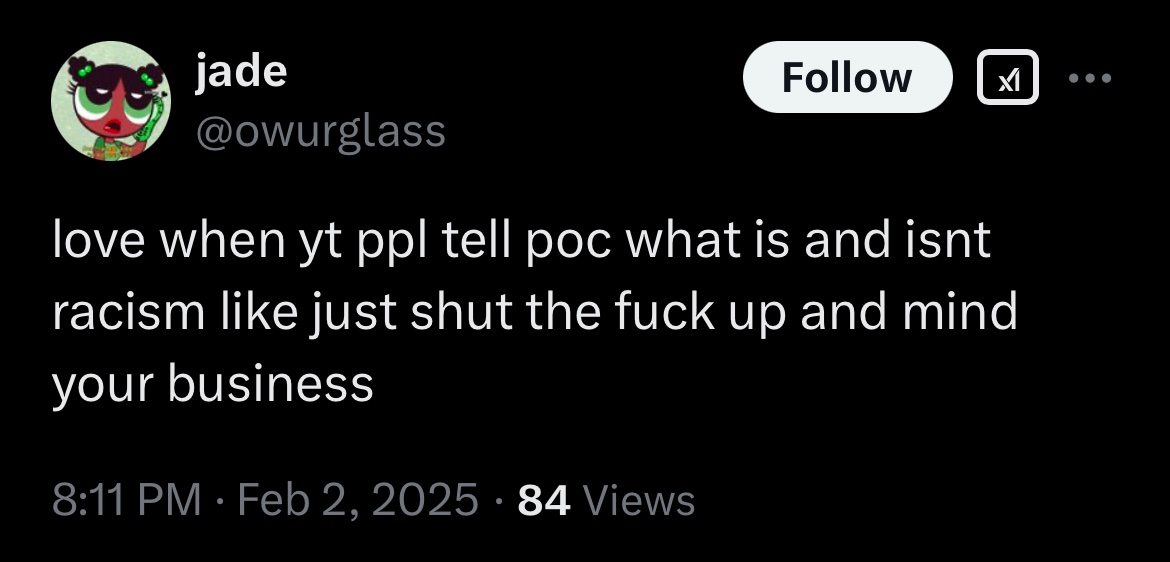 jade
Follow
@owurglass
love when yt ppl tell poc what is and isnt
racism like just shut the fuck up and mind
your business
8:11 PM · Feb 2, 2025 · 84 Views